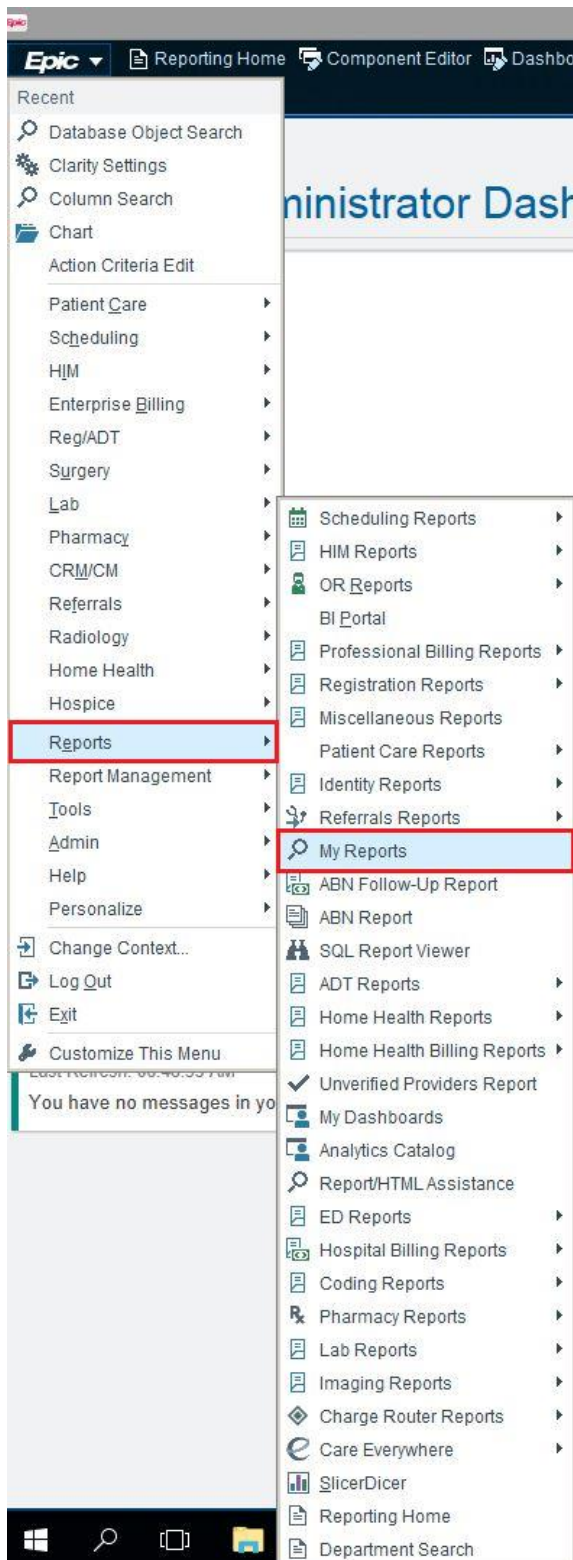 Epic
Epic Reporting Home Component Editor Dashbo
Recent
Database Object Search
Clarity Settings
Column Search
ministrator Dash
Chart
Action Criteria Edit
Patient Care
Scheduling
HIM
Enterprise Billing
Reg/ADT
Surgery
Lab
Pharmacy
CRM/CM
Referrals
Radiology
Home Health
Hospice
Reports
Report Management
Tools
Admin
Help
Personalize
Change Context...
Log Out
Exit
Customize This Menu
You have no messages in yo
Scheduling Reports
HIM Reports
OR Reports
BI Portal
Professional Billing Reports
Registration Reports
Miscellaneous Reports
Patient Care Reports
Identity Reports
Referrals Reports
My Reports
ABN Follow-Up Report
ABN Report
SQL Report Viewer
ADT Reports
Home Health Reports
Home Health Billing Reports
Unverified Providers Report
My Dashboards
Analytics Catalog
Report/HTML Assistance
ED Reports
Hospital Billing Reports
Coding Reports
Pharmacy Reports
Lab Reports
Imaging Reports
Charge Router Reports
Care Everywhere
SlicerDicer
Reporting Home
Department Search